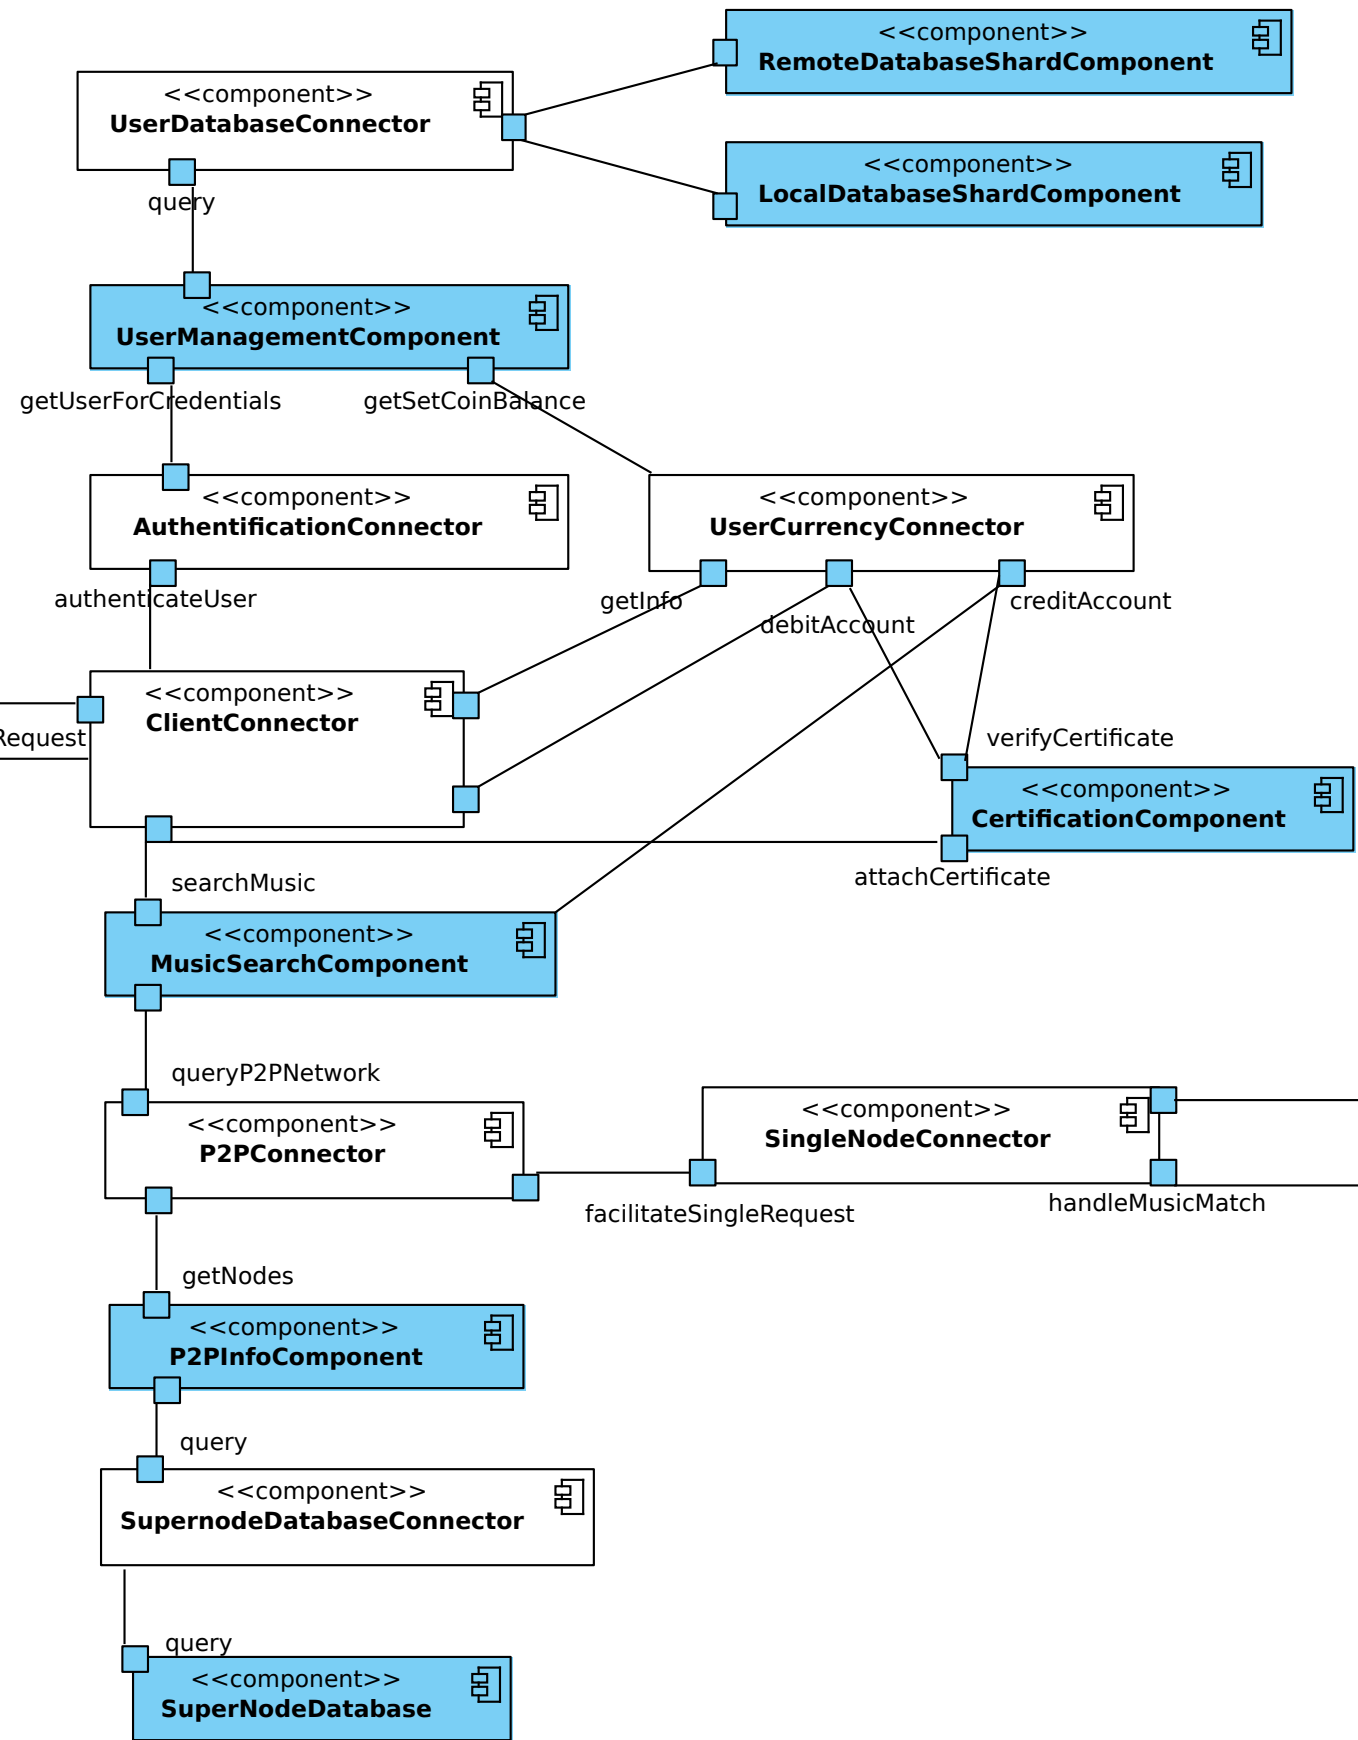 <<component>>
RemoteDatabaseShardComponent
<<component>>
UserDatabaseConnector
<<component>>
LocalDatabaseShardComponent
query
<<component>>
UserManagementComponent
getUserForCredentials
getSetCoinBalance
<<component>>
AuthentificationConnector
<<component>>
UserCurrencyConnector
authenticateUser
getInfo
debitAccount
creditAccount
<<component>>
ClientConnector
Request
verifyCertificate
<<component>>
CertificationComponent
attachCertificate
searchMusic
<<component>>
MusicSearchComponent
queryP2PNetwork
<<component>>
P2PConnector
<<component>>
SingleNodeConnector
facilitateSingleRequest
handleMusicMatch
getNodes
<<component>>
P2PInfoComponent
query
<<component>>
SupernodeDatabaseConnector
query
<<component>>
SuperNodeDatabase